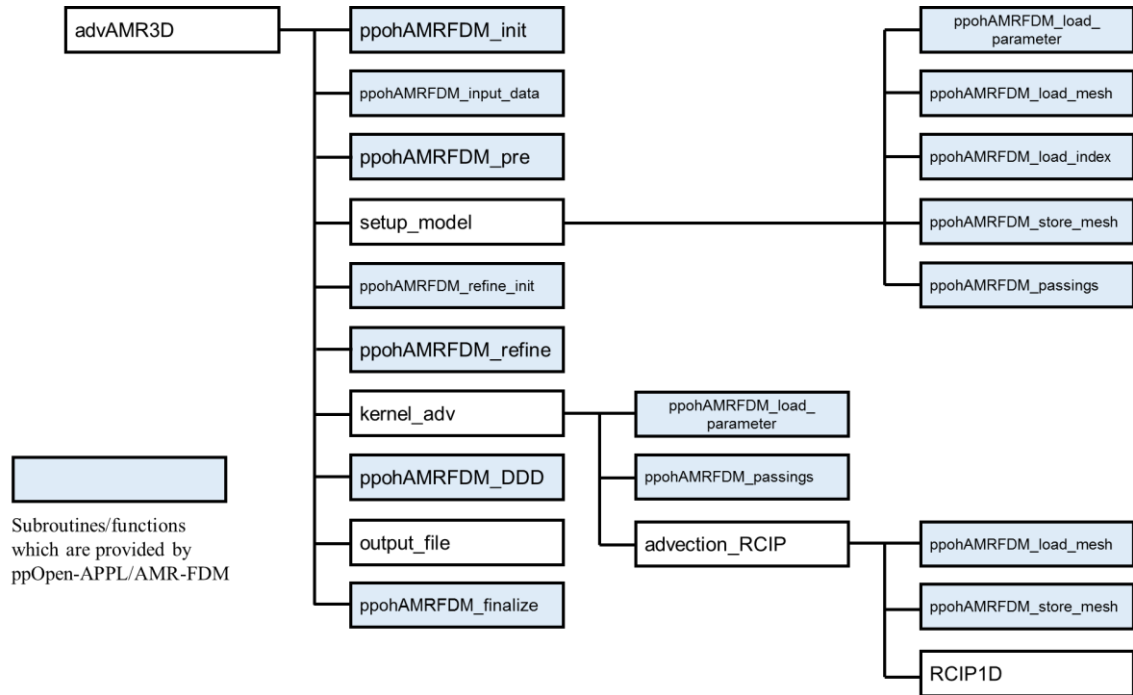 advAMR3D
ppohAMRFDM_init
ppohAMRFDM_input_data
ppohAMRFDM_pre
setup_model
ppohAMRFDM_refine_init
ppohAMRFDM_refine
kernel_adv
ppohAMRFDM_DDD
output_file
ppohAMRFDM_finalize
ppohAMRFDM_load_
parameter
ppohAMRFDM_load_mesh
ppohAMRFDM_load_index
ppohAMRFDM_store_mesh
ppohAMRFDM_passings
ppohAMRFDM_load_
parameter
ppohAMRFDM_passings
advection_RCIP
ppohAMRFDM_load_mesh
ppohAMRFDM_store_mesh
RCIP1D
Subroutines/functions
which are provided by
ppOpen-APPL/AMR-FDM